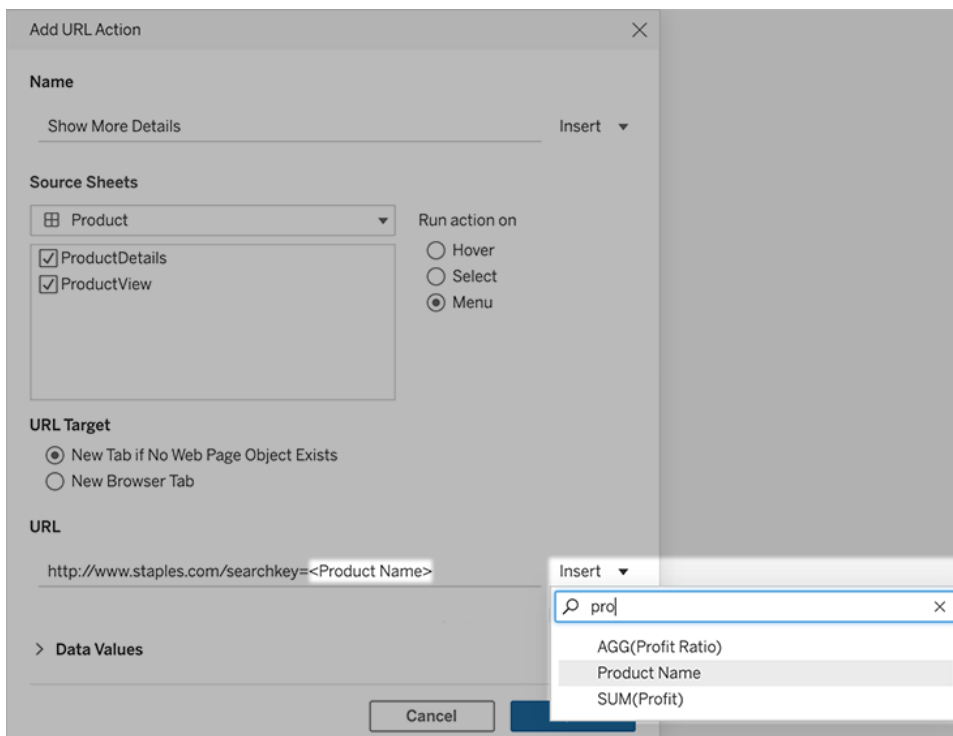 Add URL Action
Name
Show More Details
Insert
Source Sheets
Product
Run action on
ProductDetails
ProductView
Hover
Select
Menu
URL Target
New Tab if No Web Page Object Exists
New Browser Tab
URL
http://www.staples.com/searchkey=<Product Name>
Insert
pro
AGG(Profit Ratio)
Product Name
SUM(Profit)
Data Values
Cancel